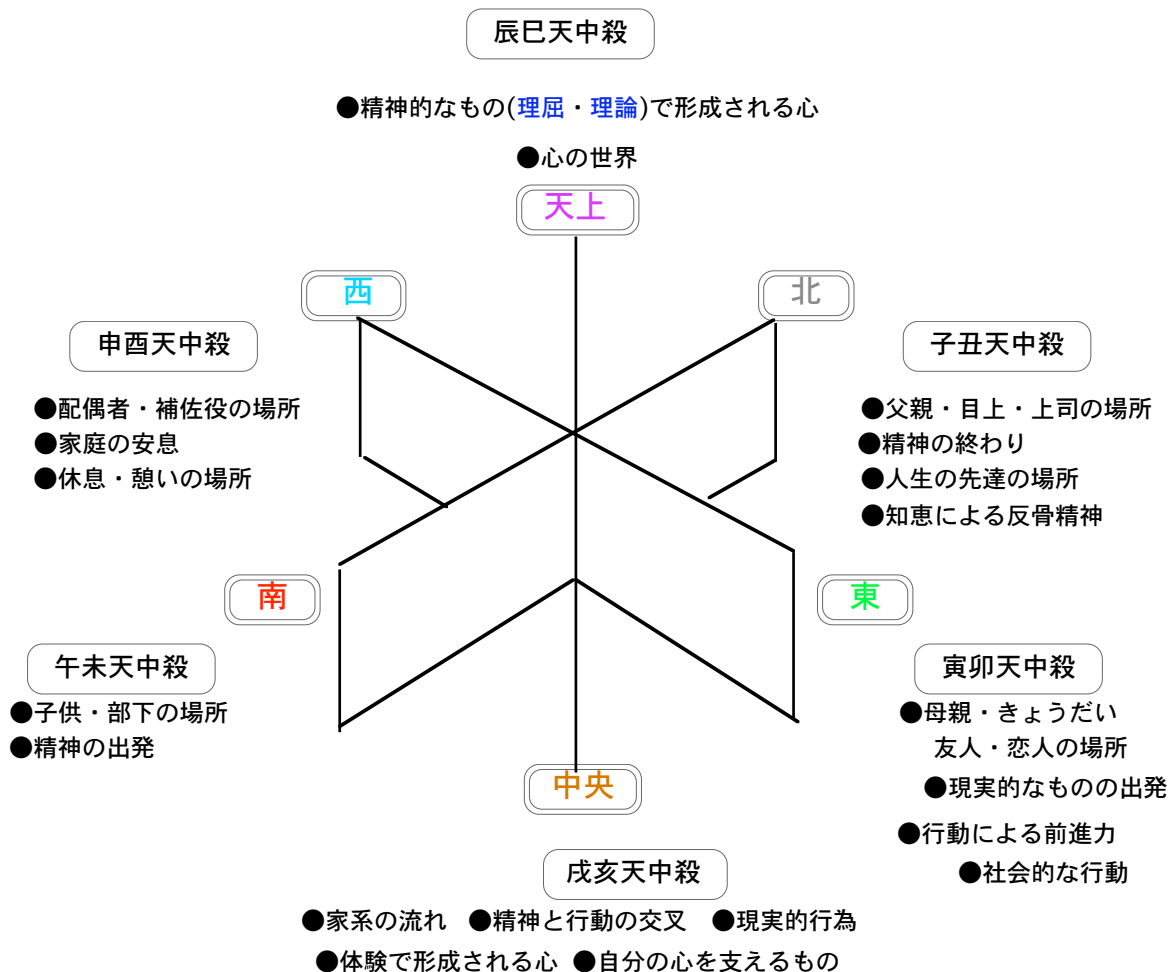 辰巳天中殺
●精神的なもの(理屈・理論)で形成される心
●心の世界
天上
西
北
申酉天中殺
●配偶者・補佐役の場所
●家庭の安息
●休息・憩いの場所
子丑天中殺
●父親・目上・上司の場所
●精神の終わり
●人生の先達の場所
●知恵による反骨精神
南
東
午未天中殺
●子供・部下の場所
●精神の出発
寅卯天中殺
●母親・きょうだい
友人・恋人の場所
●現実的なものの出発
●行動による前進力
●社会的な行動
中央
戌亥天中殺
●家系の流れ ●精神と行動の交叉 ●現実的行為
●体験で形成される心 ●自分の心を支えるもの